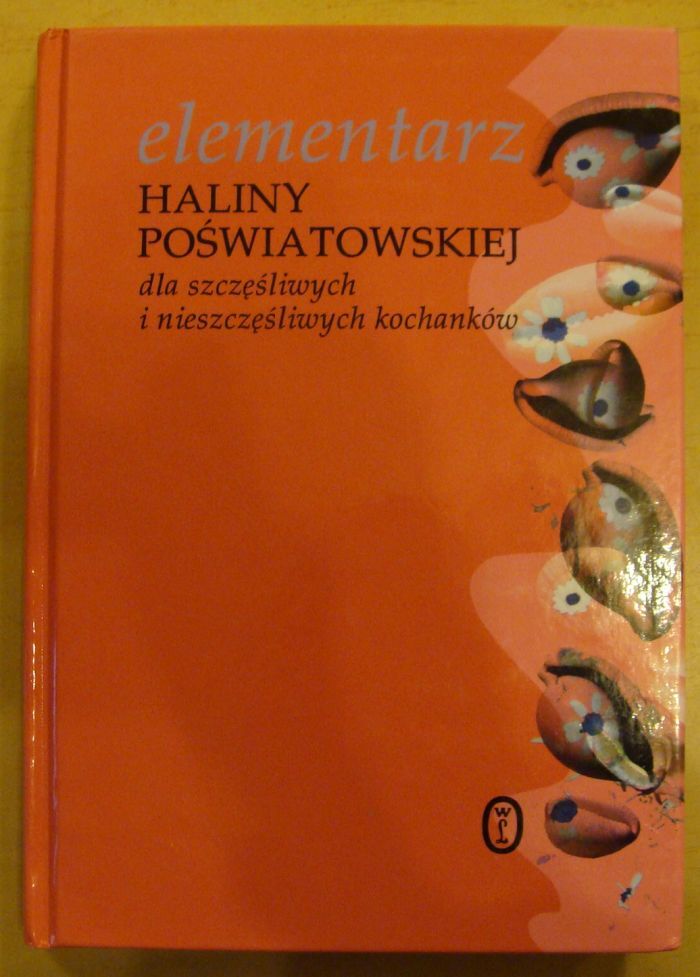 elementarz
HALINY
POŚWIATOWSKIEJ
dla szczęśliwych
i nieszczęśliwych kochanków
W
L